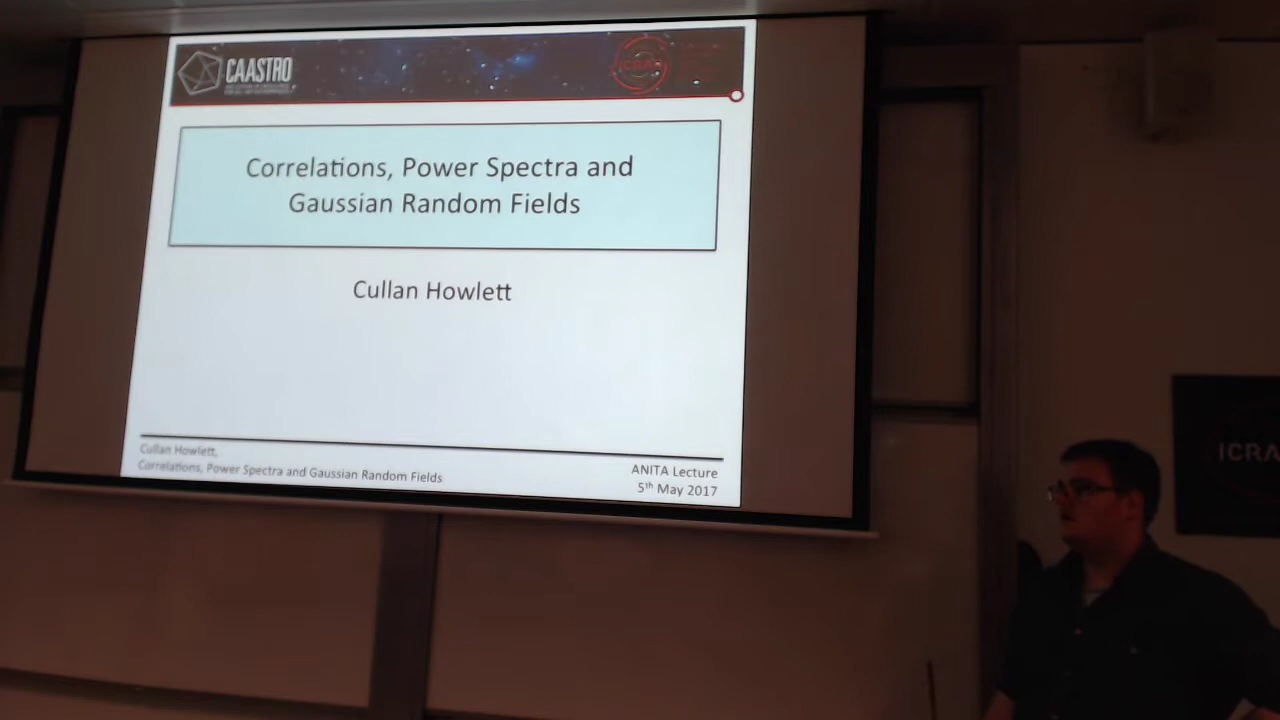 CAASTRO
ICRAR
Correlations, Power Spectra and
Gaussian Random Fields
Cullan Howlett
Cullan Howlett,
Correlations, Power Spectra and Gaussian Random Fields
ANITA Lecture
5th May 2017
ICRA